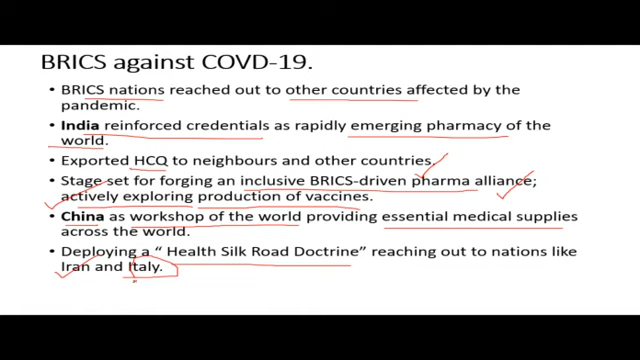 BRICS against COVD-19.
• BRICS nations reached out to other countries affected by the
pandemic.
• India reinforced credentials as rapidly emerging pharmacy of the
world.
• Exported HCQ to neighbours and other countries.
• Stage set for forging an inclusive BRICS-driven pharma alliance;
actively exploring production of vaccines.
• China as workshop of the world providing essential medical supplies
across the world.
• Deploying a “ Health Silk Road Doctrine” reaching out to nations like
Iran and Italy.